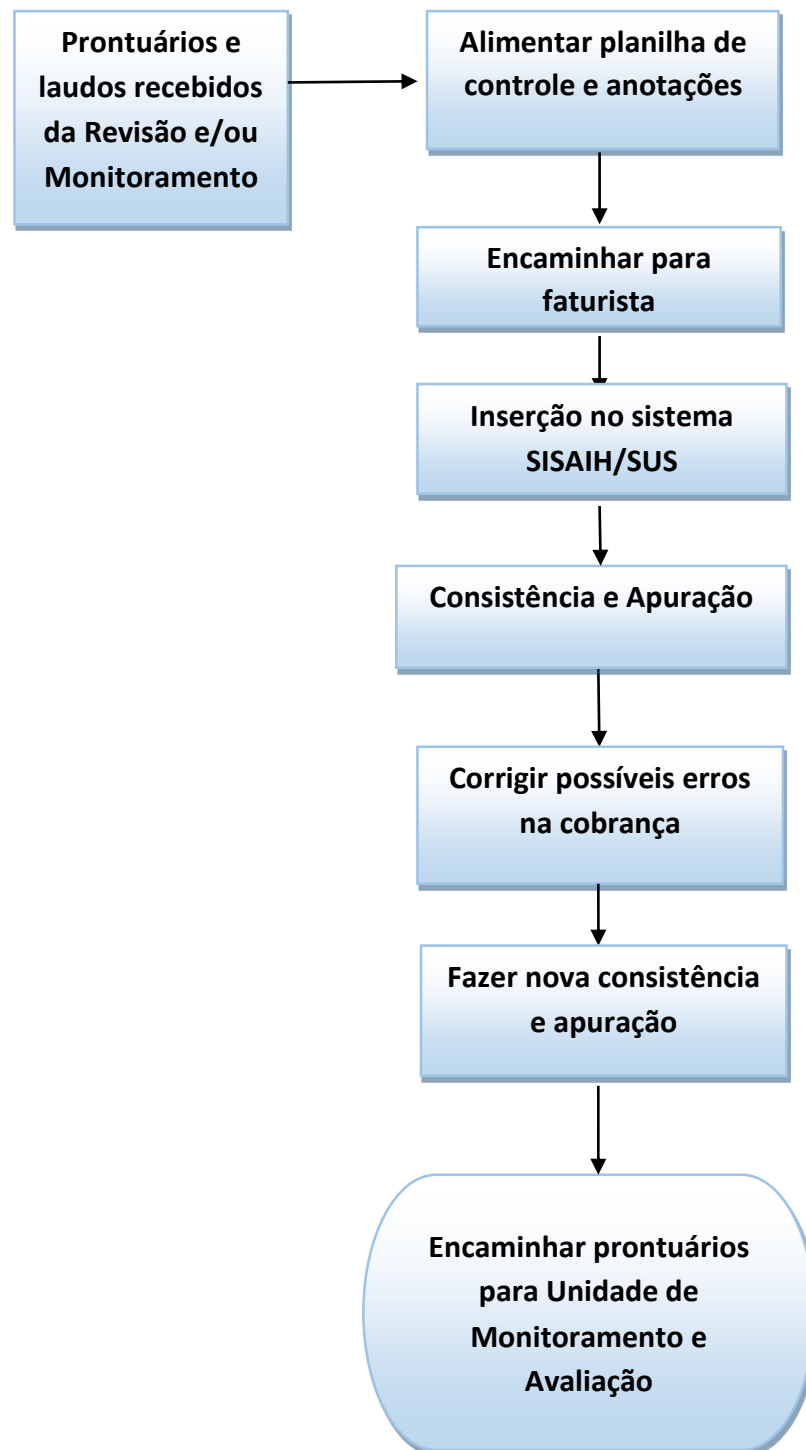 Prontuários e
laudos recebidos
da Revisão e/ou
Monitoramento
Alimentar planilha de
controle e anotações
Encaminhar para
faturista
Inserção no sistema
SISAIH/SUS
Consistência e Apuração
Corrigir possíveis erros
na cobrança
Fazer nova consistência
e apuração
Encaminhar prontuários
para Unidade de
Monitoramento e
Avaliação